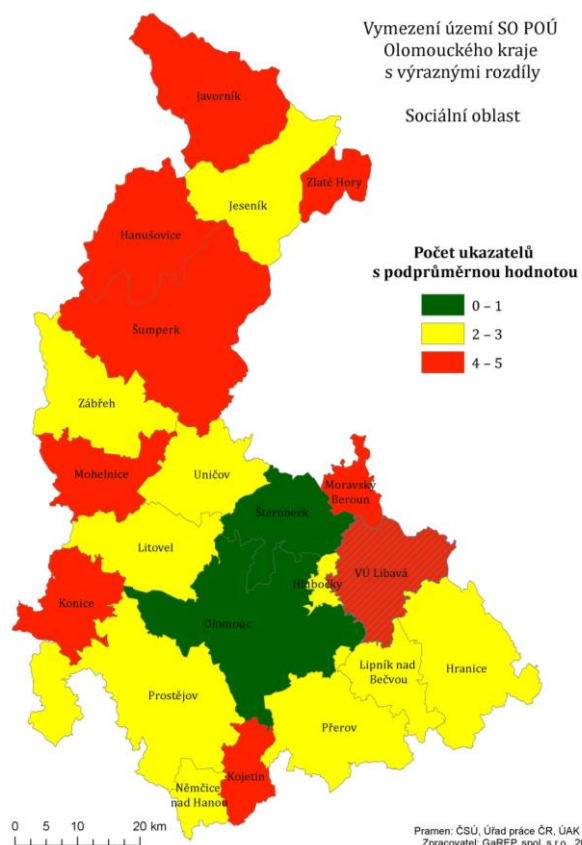 Vymezení území SO POÚ
Olomouckého kraje
s výraznými rozdíly
Sociální oblast
Javorník
Zlaté Hory
Jeseník
Hanušovice
Šumperk
Počet ukazatelů
s podprůměrnou hodnotou
0 – 1
2 – 3
4 – 5
Zábřeh
Mohelnice
Uničov
Moravský
Beroun
Šternberk
Litovel
VÚ Libavá
Hlubočky
Konice
Olomouc
Lipník nad
Bečvou
Hranice
Prostějov
Přerov
Kojetín
Němčice
nad Hanou
0 5 10 20 km
Pramen: ČSÚ, Úřad práce ČR, ÚAK
Zpracovatel: GaREP, spol. s r.o.,